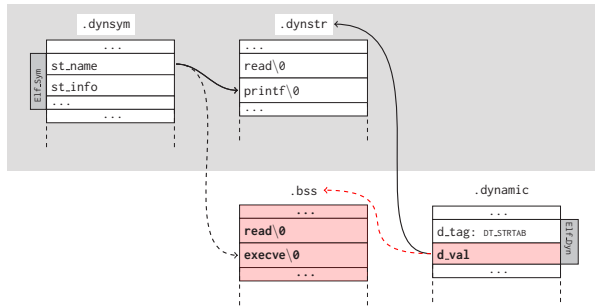 .dynsym
...
Elf_Sym
st_name
st_info
...
...
.dynstr
...
read\0
printf\0
...
.bss
...
read\0
execve\0
...
.dynamic
...
d_tag: DT_STRTAB
d_val
Elf_Dyn
...